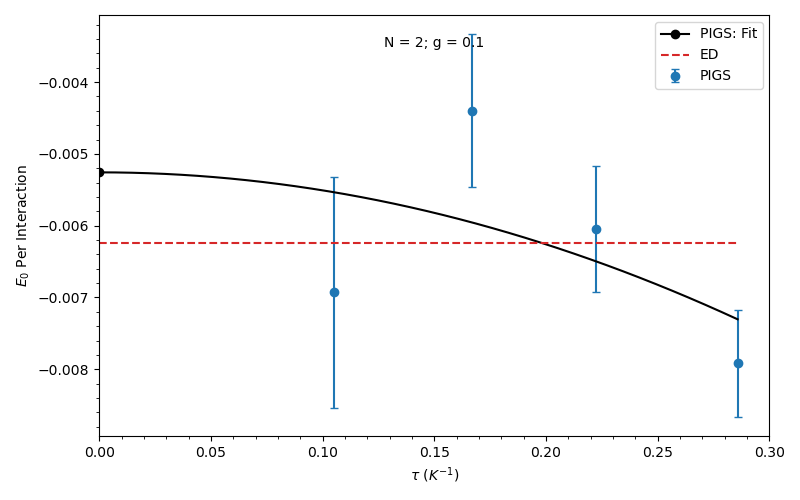 N = 2; g = 0.1
PIGS: Fit
ED
PIGS
E₀ Per Interaction
−0.004
−0.005
−0.006
−0.007
−0.008
0.00 0.05 0.10 0.15 0.20 0.25 0.30
τ (K⁻¹)